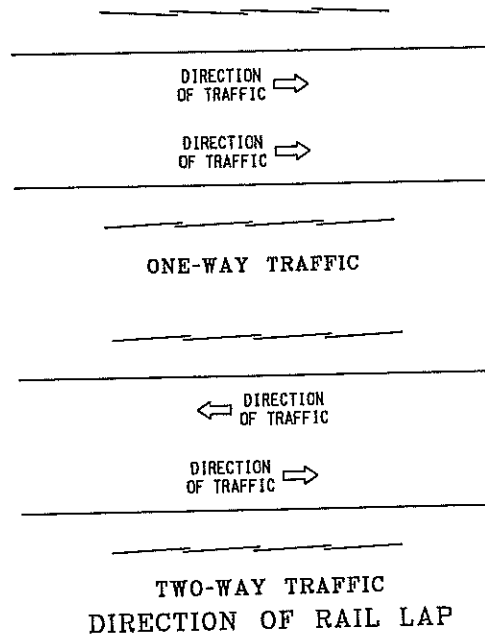 DIRECTION
OF TRAFFIC
DIRECTION
OF TRAFFIC
ONE-WAY TRAFFIC
DIRECTION
OF TRAFFIC
DIRECTION
OF TRAFFIC
TWO-WAY TRAFFIC
DIRECTION OF RAIL LAP